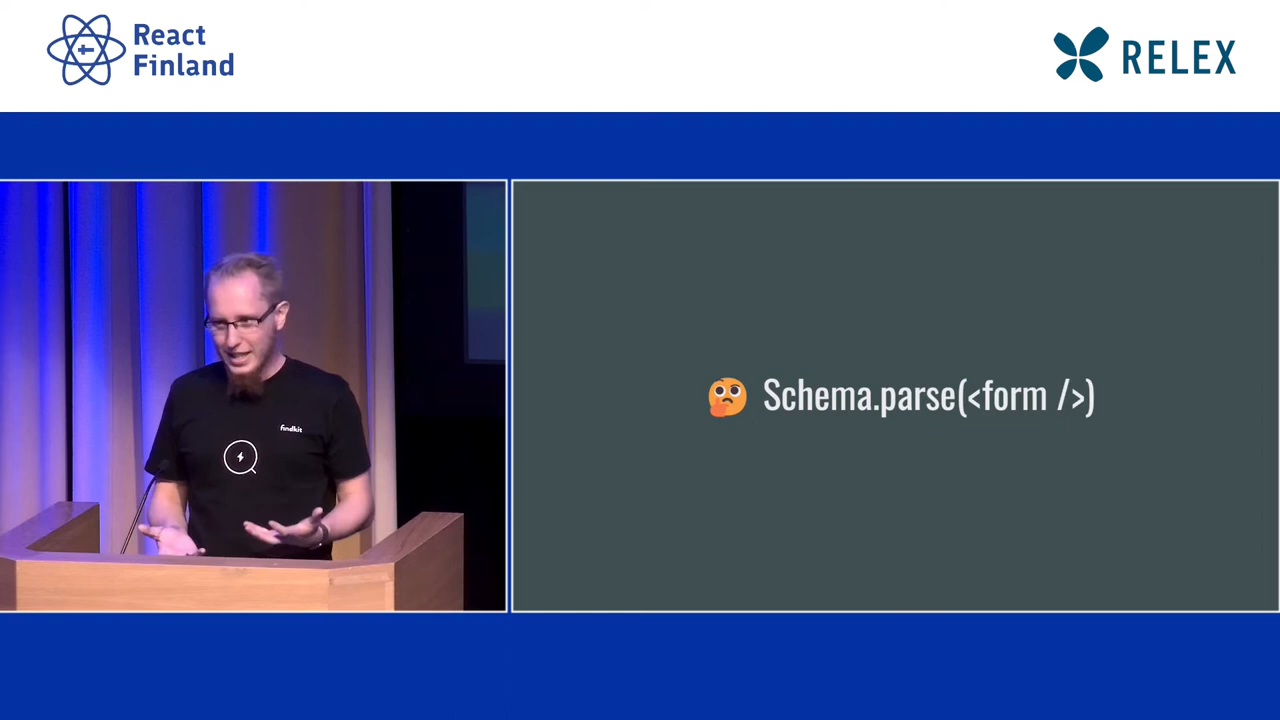 React
Finland
RELEX
findkit
🤔 Schema.parse(<form />)